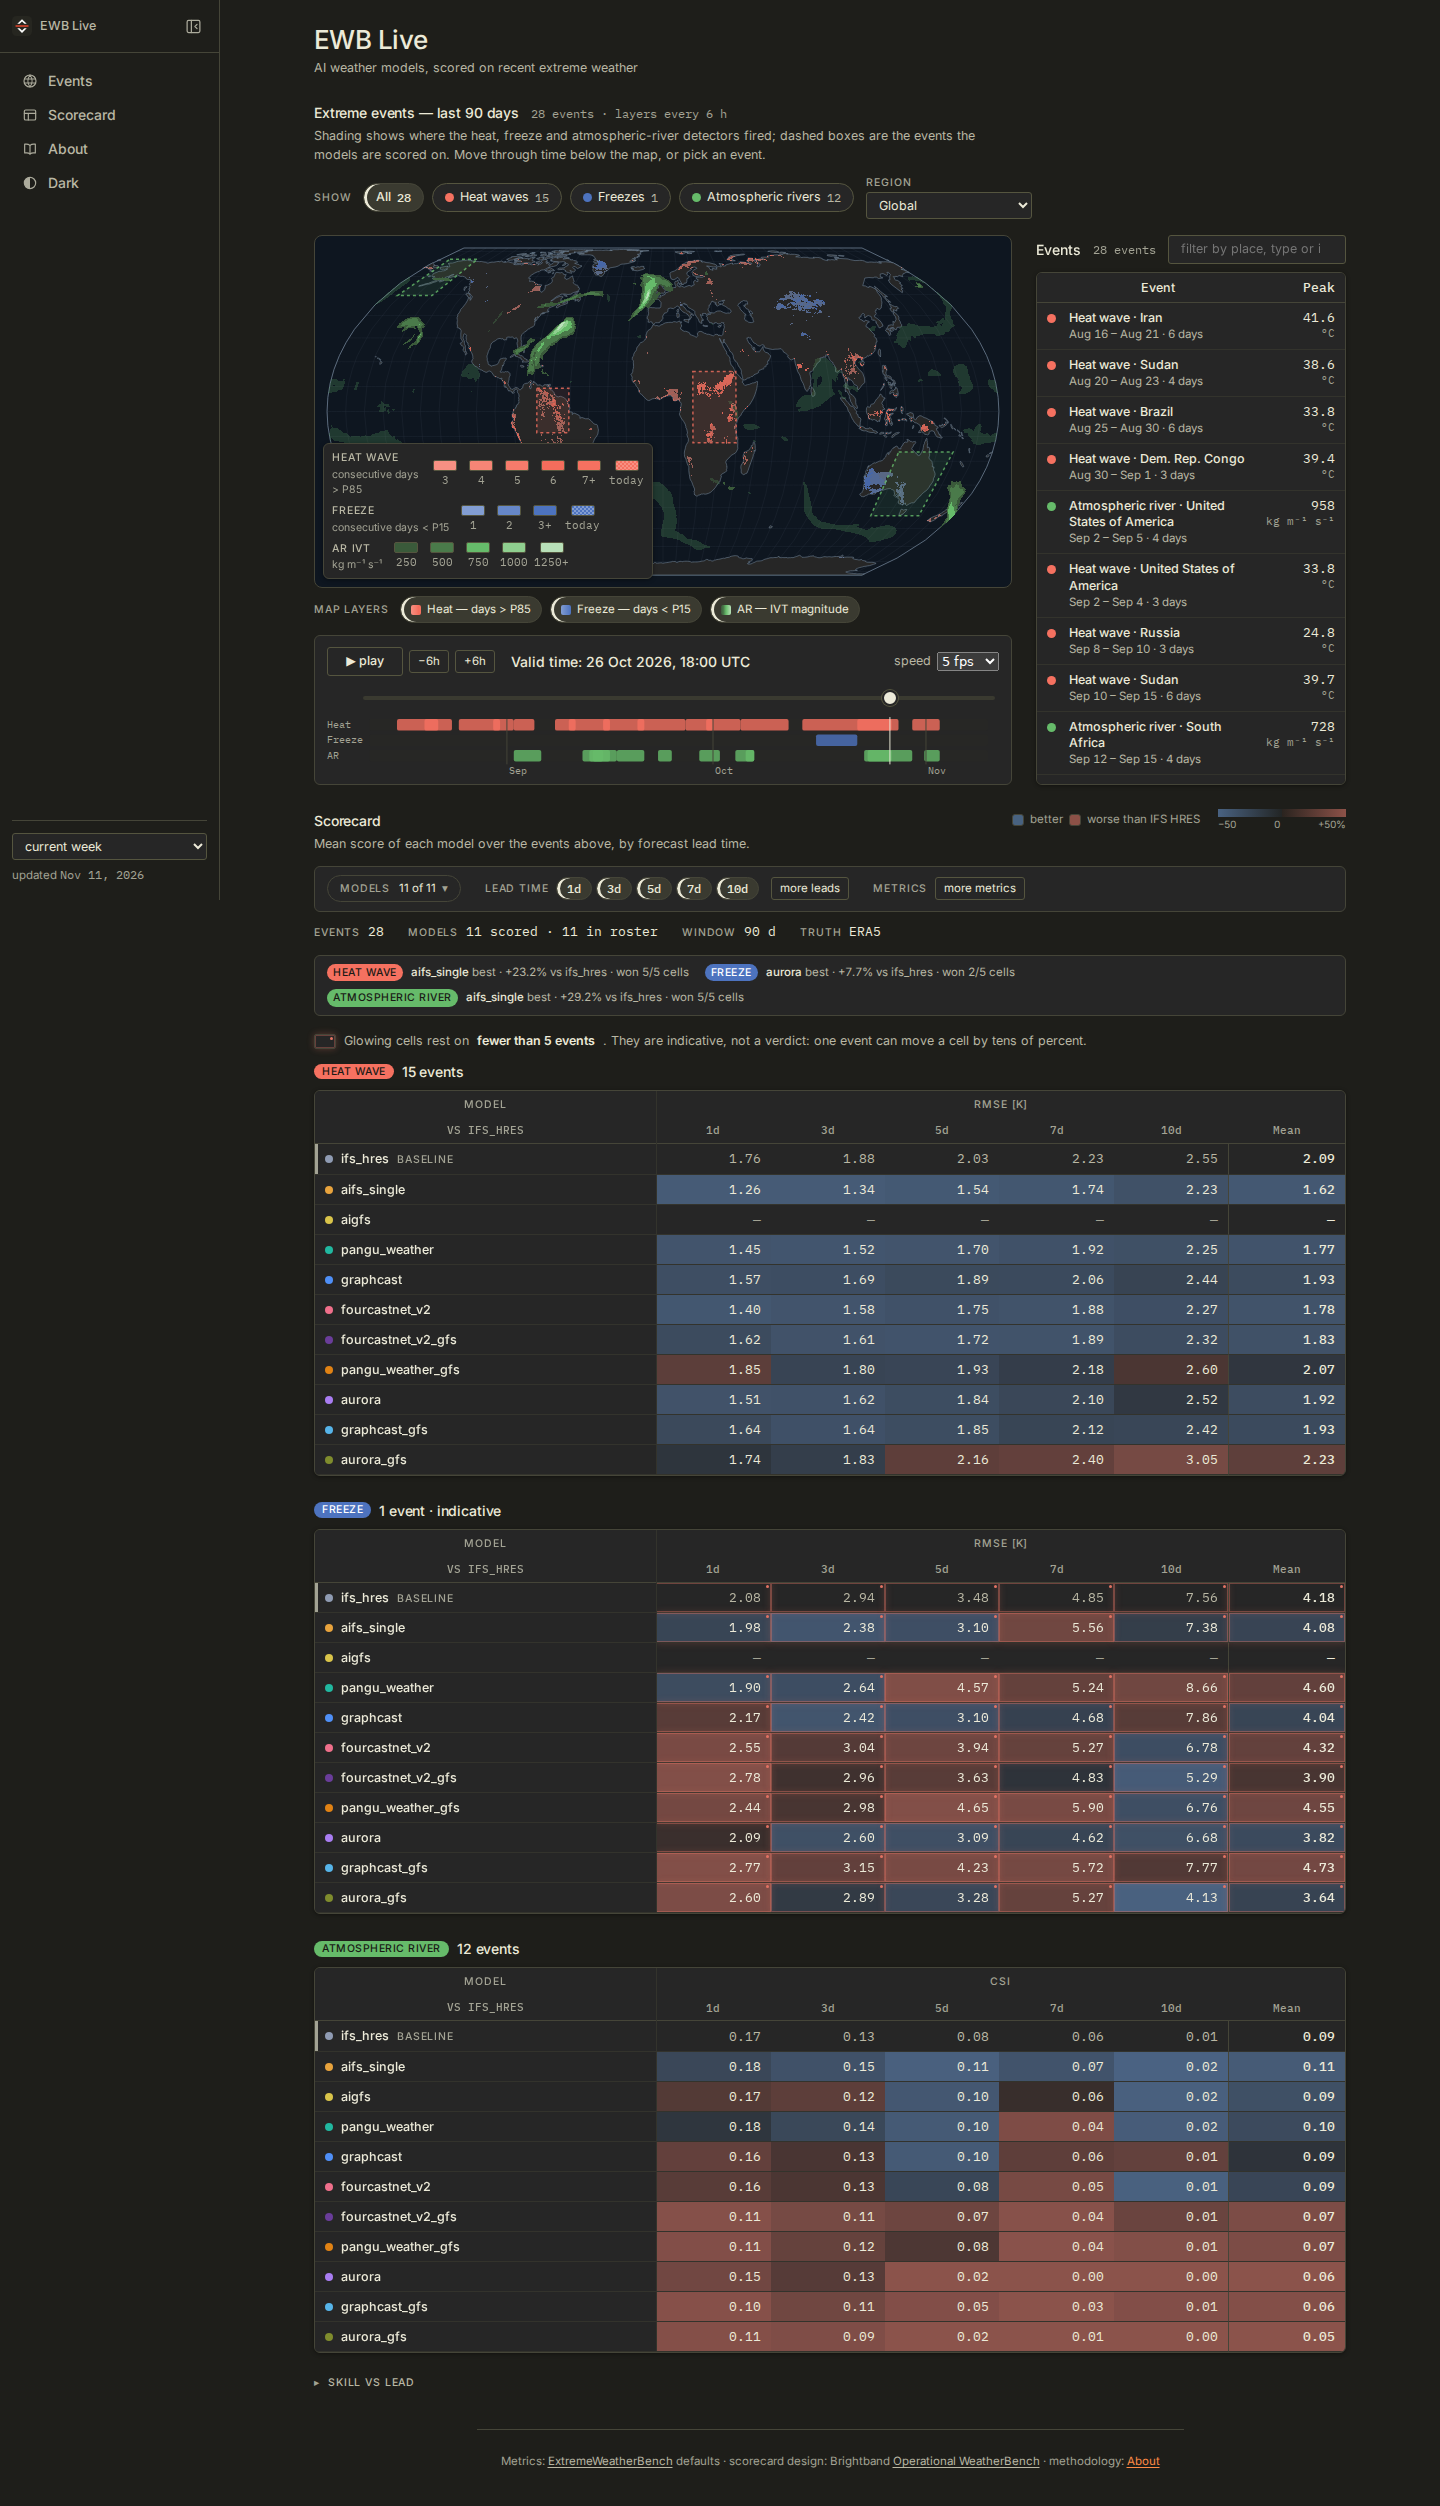 EWB Live
Events
Scorecard
About
Dark
current week
updated Nov 11, 2026
EWB Live
AI weather models, scored on recent extreme weather
Extreme events — last 90 days 28 events · layers every 6 h
Shading shows where the heat, freeze and atmospheric-river detectors fired; dashed boxes are the events the
models are scored on. Move through time below the map, or pick an event.
SHOW All 28 Heat waves 15 Freezes 1 Atmospheric rivers 12
REGION
Global
HEAT WAVE
consecutive days
> P85
3 4 5 6 7+ today
FREEZE
consecutive days < P15
1 2 3+ today
AR IVT
kg m⁻¹ s⁻¹
250 500 750 1000 1250+
MAP LAYERS Heat — days > P85 Freeze — days < P15 AR — IVT magnitude
▶ play −6h +6h Valid time: 26 Oct 2026, 18:00 UTC speed 5 fps
Heat
Freeze
AR
Sep Oct Nov
Events 28 events filter by place, type or i
Event Peak
Heat wave · Iran 41.6
Aug 16 – Aug 21 · 6 days °C
Heat wave · Sudan 38.6
Aug 20 – Aug 23 · 4 days °C
Heat wave · Brazil 33.8
Aug 25 – Aug 30 · 6 days °C
Heat wave · Dem. Rep. Congo 39.4
Aug 30 – Sep 1 · 3 days °C
Atmospheric river · United 958
States of America kg m⁻¹ s⁻¹
Sep 2 – Sep 5 · 4 days
Heat wave · United States of 33.8
America °C
Sep 2 – Sep 4 · 3 days
Heat wave · Russia 24.8
Sep 8 – Sep 10 · 3 days °C
Heat wave · Sudan 39.7
Sep 10 – Sep 15 · 6 days °C
Atmospheric river · South 728
Africa kg m⁻¹ s⁻¹
Sep 12 – Sep 15 · 4 days
Scorecard
Mean score of each model over the events above, by forecast lead time.
better worse than IFS HRES −50 0 +50%
MODELS 11 of 11 ▾ LEAD TIME 1d 3d 5d 7d 10d more leads METRICS more metrics
EVENTS 28 MODELS 11 scored · 11 in roster WINDOW 90 d TRUTH ERA5
HEAT WAVE aifs_single best · +23.2% vs ifs_hres · won 5/5 cells FREEZE aurora best · +7.7% vs ifs_hres · won 2/5 cells
ATMOSPHERIC RIVER aifs_single best · +29.2% vs ifs_hres · won 5/5 cells
Glowing cells rest on fewer than 5 events . They are indicative, not a verdict: one event can move a cell by tens of percent.
HEAT WAVE 15 events
MODEL RMSE [K]
VS IFS_HRES 1d 3d 5d 7d 10d Mean
ifs_hres BASELINE 1.76 1.88 2.03 2.23 2.55 2.09
aifs_single 1.26 1.34 1.54 1.74 2.23 1.62
aigfs — — — — — —
pangu_weather 1.45 1.52 1.70 1.92 2.25 1.77
graphcast 1.57 1.69 1.89 2.06 2.44 1.93
fourcastnet_v2 1.40 1.58 1.75 1.88 2.27 1.78
fourcastnet_v2_gfs 1.62 1.61 1.72 1.89 2.32 1.83
pangu_weather_gfs 1.85 1.80 1.93 2.18 2.60 2.07
aurora 1.51 1.62 1.84 2.10 2.52 1.92
graphcast_gfs 1.64 1.64 1.85 2.12 2.42 1.93
aurora_gfs 1.74 1.83 2.16 2.40 3.05 2.23
FREEZE 1 event · indicative
MODEL RMSE [K]
VS IFS_HRES 1d 3d 5d 7d 10d Mean
ifs_hres BASELINE 2.08 2.94 3.48 4.85 7.56 4.18
aifs_single 1.98 2.38 3.10 5.56 7.38 4.08
aigfs — — — — — —
pangu_weather 1.90 2.64 4.57 5.24 8.66 4.60
graphcast 2.17 2.42 3.10 4.68 7.86 4.04
fourcastnet_v2 2.55 3.04 3.94 5.27 6.78 4.32
fourcastnet_v2_gfs 2.78 2.96 3.63 4.83 5.29 3.90
pangu_weather_gfs 2.44 2.98 4.65 5.90 6.76 4.55
aurora 2.09 2.60 3.09 4.62 6.68 3.82
graphcast_gfs 2.77 3.15 4.23 5.72 7.77 4.73
aurora_gfs 2.60 2.89 3.28 5.27 4.13 3.64
ATMOSPHERIC RIVER 12 events
MODEL CSI
VS IFS_HRES 1d 3d 5d 7d 10d Mean
ifs_hres BASELINE 0.17 0.13 0.08 0.06 0.01 0.09
aifs_single 0.18 0.15 0.11 0.07 0.02 0.11
aigfs 0.17 0.12 0.10 0.06 0.02 0.09
pangu_weather 0.18 0.14 0.10 0.04 0.02 0.10
graphcast 0.16 0.13 0.10 0.06 0.01 0.09
fourcastnet_v2 0.16 0.13 0.08 0.05 0.01 0.09
fourcastnet_v2_gfs 0.11 0.11 0.07 0.04 0.01 0.07
pangu_weather_gfs 0.11 0.12 0.08 0.04 0.01 0.07
aurora 0.15 0.13 0.02 0.00 0.00 0.06
graphcast_gfs 0.10 0.11 0.05 0.03 0.01 0.06
aurora_gfs 0.11 0.09 0.02 0.01 0.00 0.05
▸ SKILL VS LEAD
Metrics: ExtremeWeatherBench defaults · scorecard design: Brightband Operational WeatherBench · methodology: About